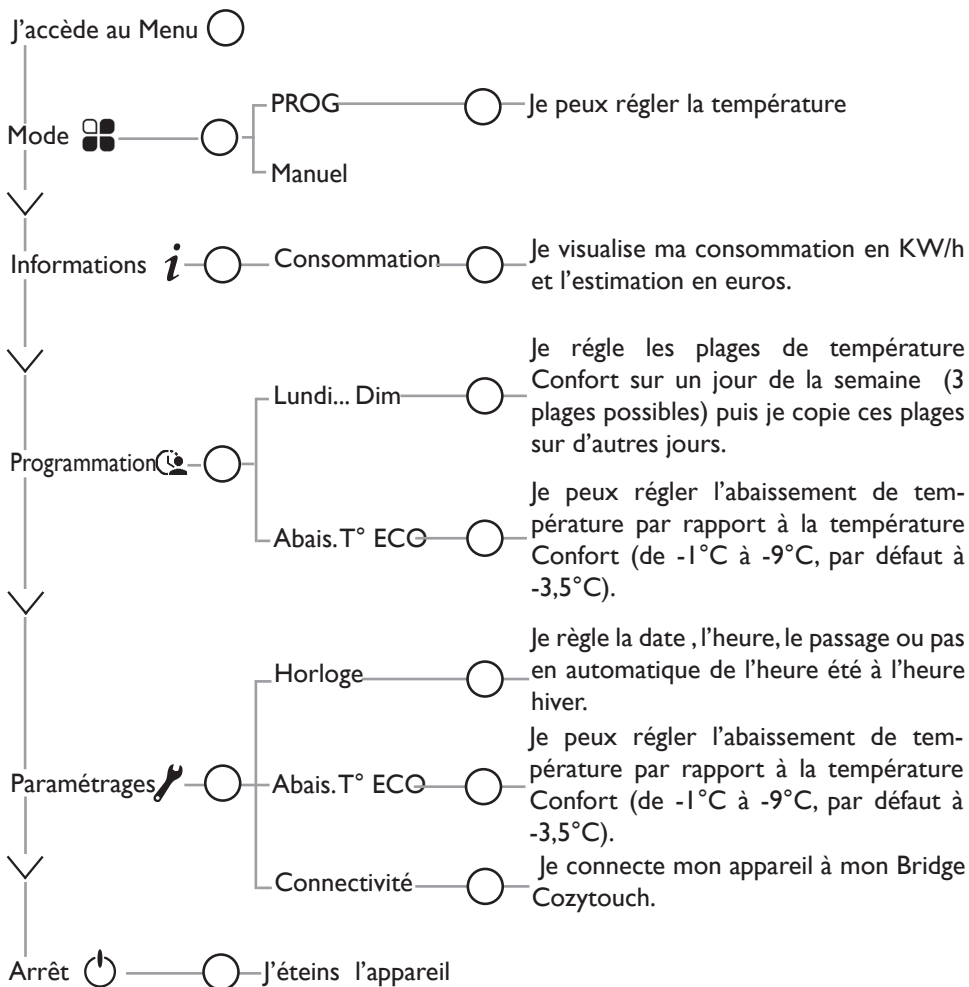 J'accède au Menu
Mode
PROG
Je peux régler la température
Manuel
Informations i
Consommation
Je visualise ma consommation en KW/h
et l'estimation en euros.
Programmation
Lundi... Dim
Je régle les plages de température
Confort sur un jour de la semaine (3
plages possibles) puis je copie ces plages
sur d'autres jours.
Abais.T° ECO
Je peux régler l'abaissement de tem-
pérature par rapport à la température
Confort (de -1°C à -9°C, par défaut à
-3,5°C).
Paramétrages
Horloge
Je règle la date , l'heure, le passage ou pas
en automatique de l'heure été à l'heure
hiver.
Abais.T° ECO
Je peux régler l'abaissement de tem-
pérature par rapport à la température
Confort (de -1°C à -9°C, par défaut à
-3,5°C).
Connectivité
Je connecte mon appareil à mon Bridge
Cozytouch.
Arrêt
J'éteins l'appareil